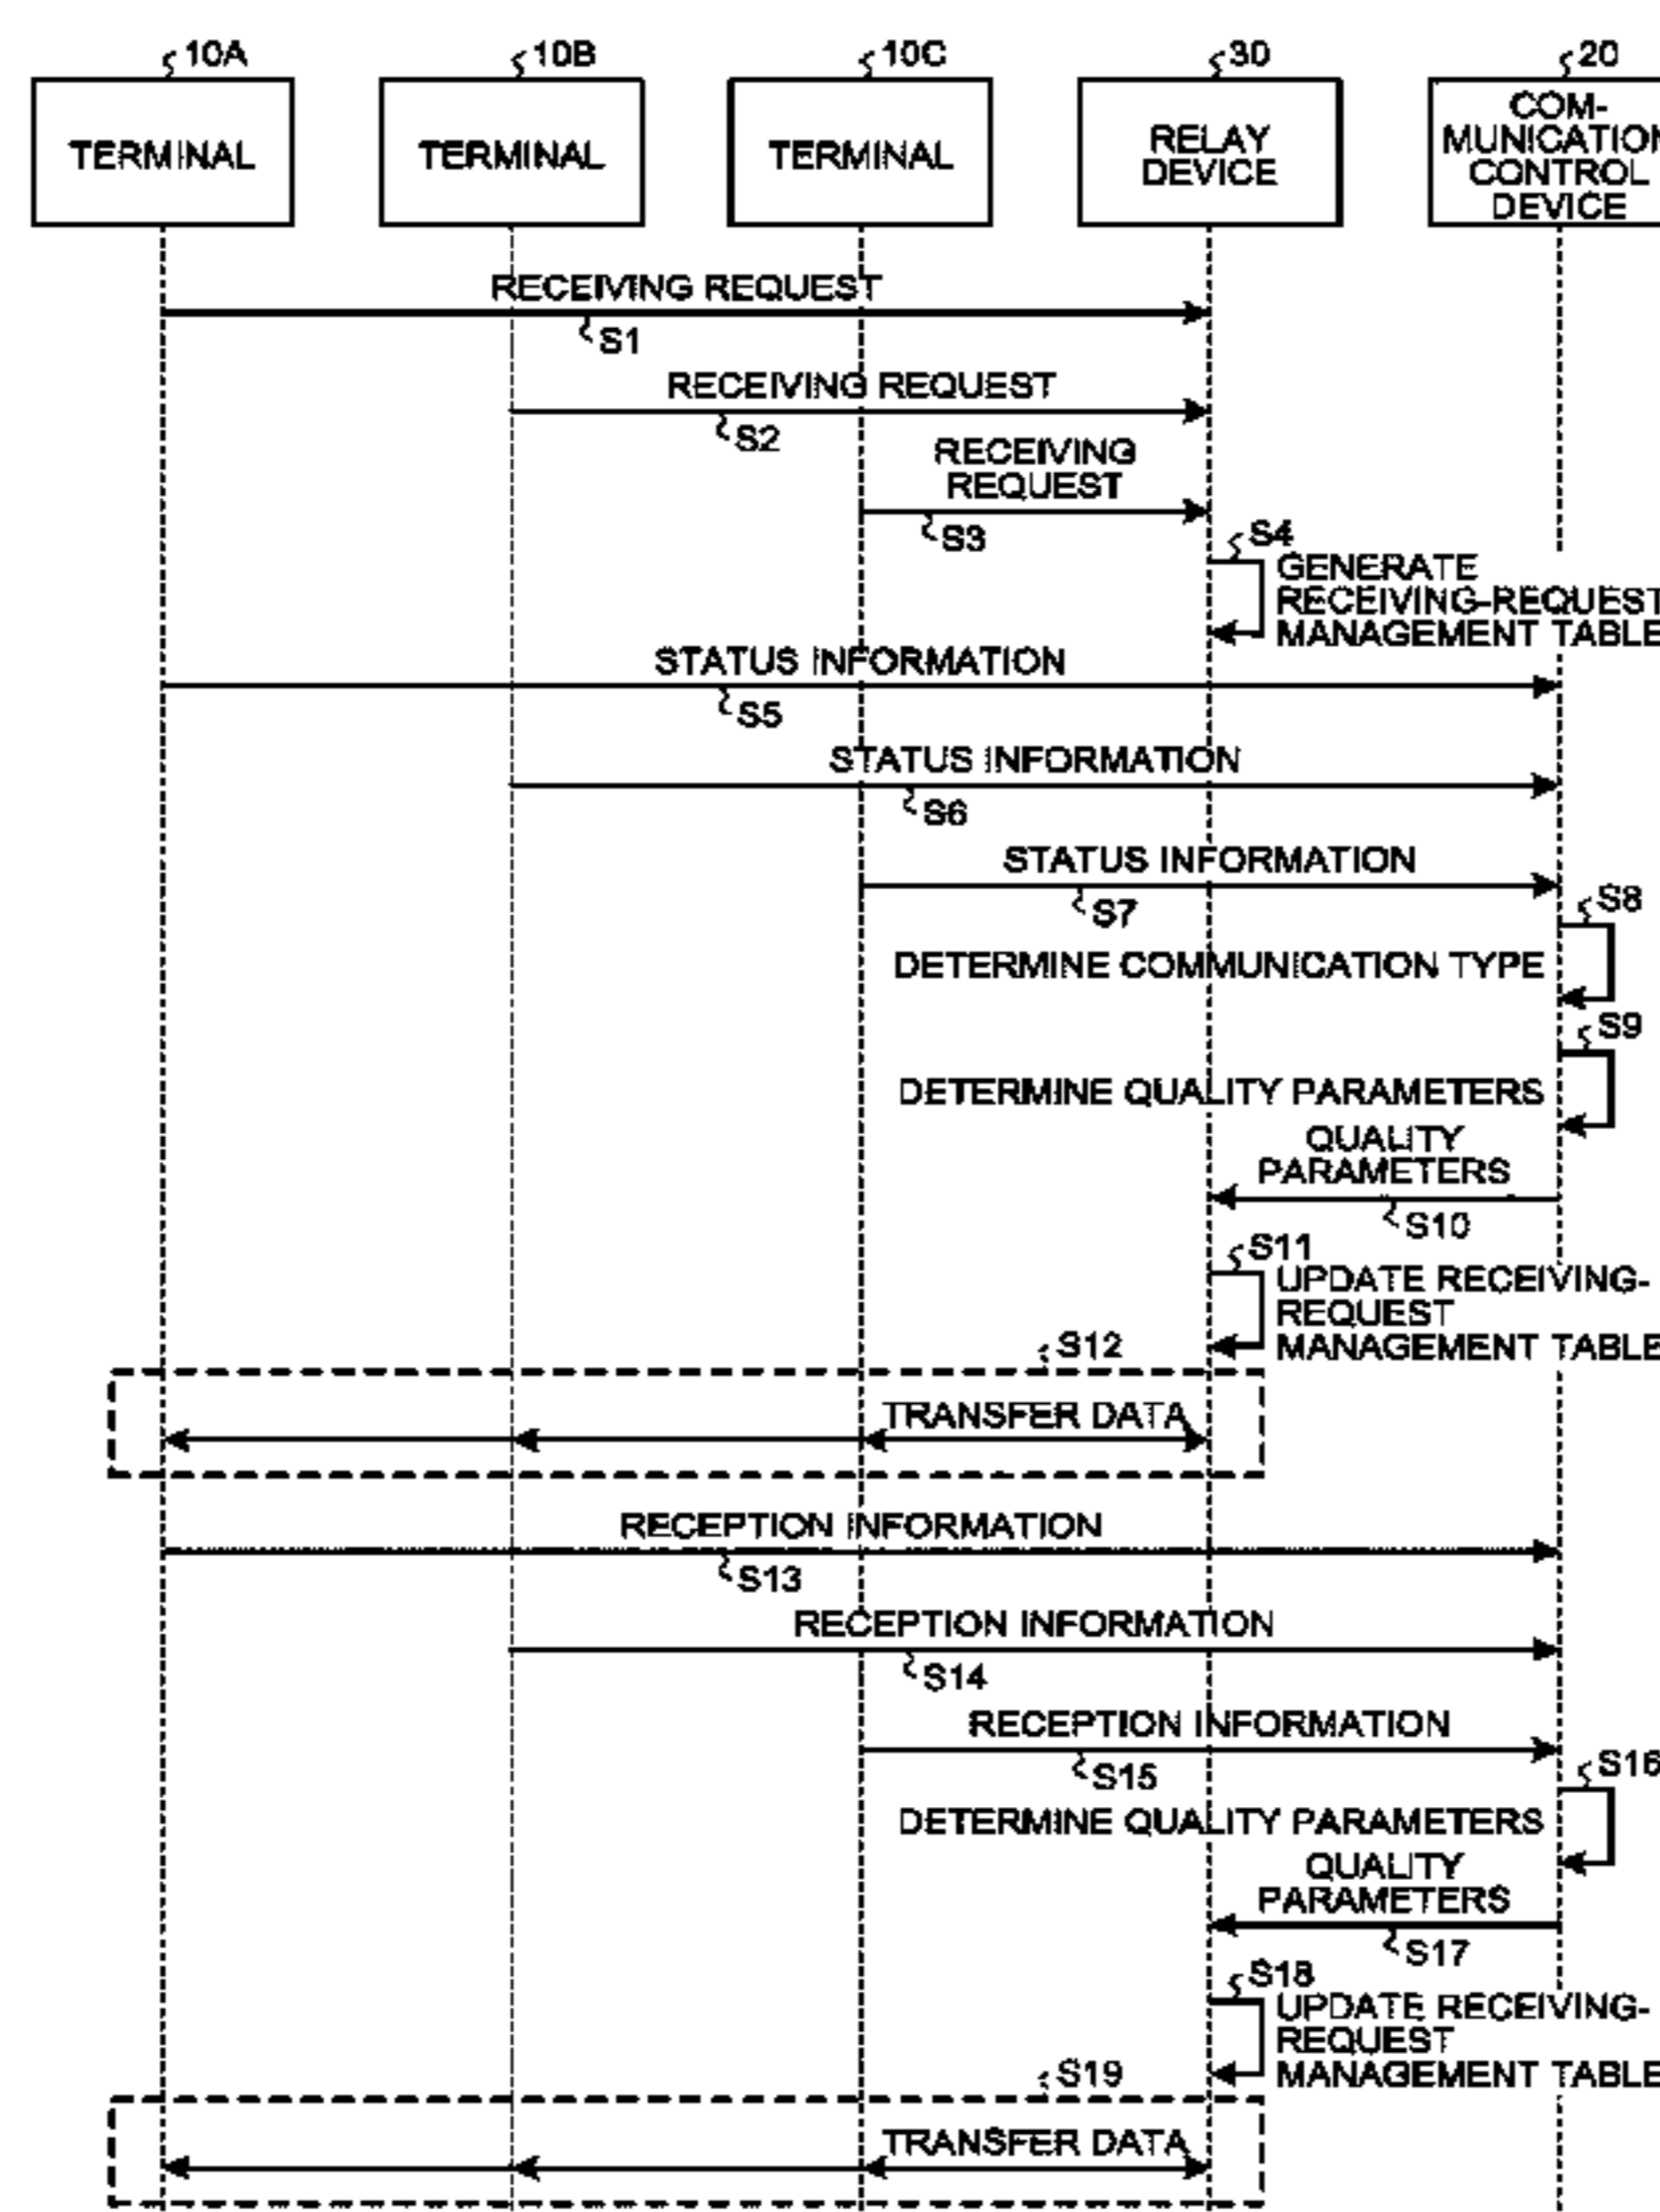 10A
10B
10C
30
20
TERMINAL
TERMINAL
TERMINAL
RELAY
DEVICE
COM-
MUNICATION
CONTROL
DEVICE
RECEIVING REQUEST
S1
RECEIVING REQUEST
S2
RECEIVING
REQUEST
S3
S4
GENERATE
RECEIVING-REQUEST
MANAGEMENT TABLE
STATUS INFORMATION
S5
STATUS INFORMATION
S6
STATUS INFORMATION
S7
S8
DETERMINE COMMUNICATION TYPE
S9
DETERMINE QUALITY PARAMETERS
QUALITY
PARAMETERS
S10
S11
UPDATE RECEIVING-
REQUEST
MANAGEMENT TABLE
S12
TRANSFER DATA
RECEPTION INFORMATION
S13
RECEPTION INFORMATION
S14
RECEPTION INFORMATION
S15
S16
DETERMINE QUALITY PARAMETERS
QUALITY
PARAMETERS
S17
S18
UPDATE RECEIVING-
REQUEST
MANAGEMENT TABLE
S19
TRANSFER DATA